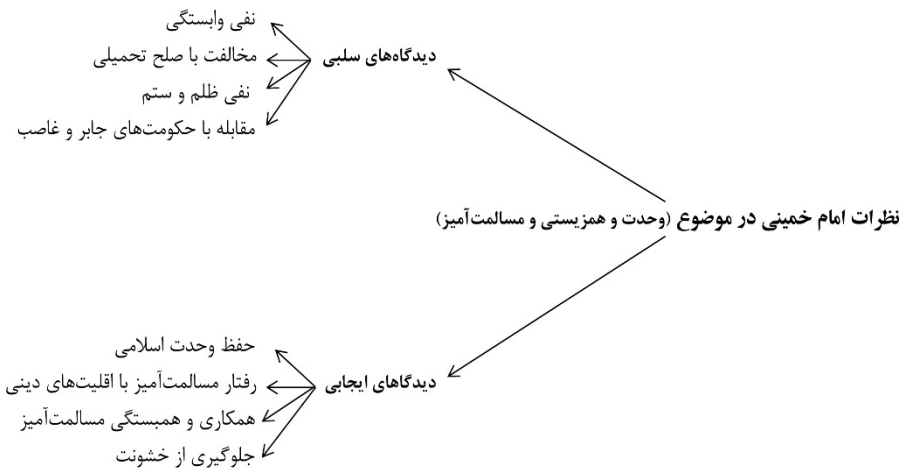 نظرات امام خمینی در موضوع (وحدت و همزیستی و مسالمت‌آمیز)
دیدگاه‌های سلبی
نفی وابستگی
مخالفت با صلح تحمیلی
نفی ظلم و ستم
مقابله با حکومت‌های جابر و غاصب
دیدگاهای ایجابی
حفظ وحدت اسلامی
رفتار مسالمت‌آمیز با اقلیت‌های دینی
همکاری و همبستگی مسالمت‌آمیز
جلوگیری از خشونت